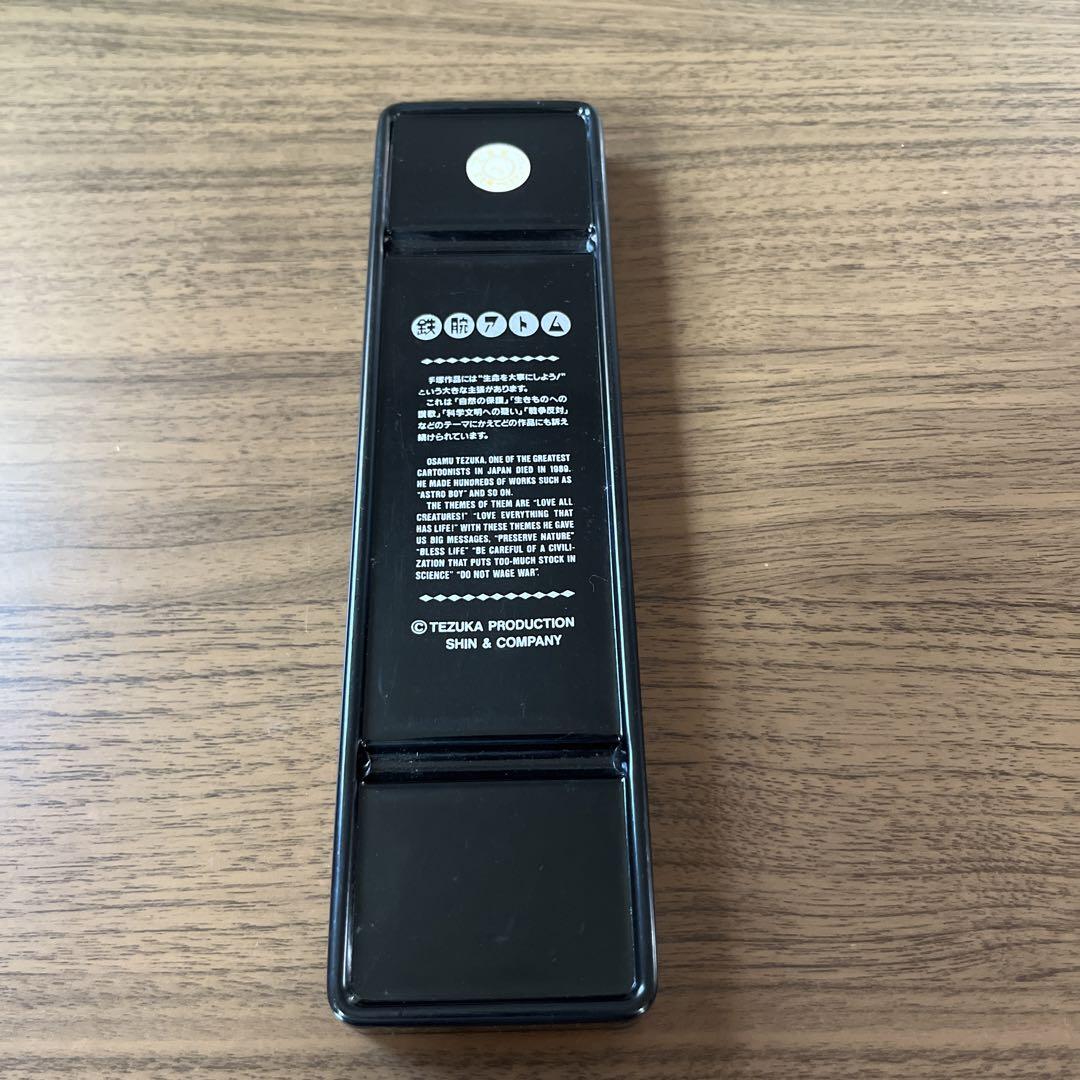 鉄腕アトム
手塚作品には"生命を大事にしよう!"
という大きな主張があります。
これは「自然の保護」「生きものへの
讃歌」「科学文明への疑い」「戦争反対」
などのテーマにかえてどの作品にも訴え
続けられています。
OSAMU TEZUKA, ONE OF THE GREATEST
CARTOONISTS IN JAPAN DIED IN 1989.
HE MADE HUNDREDS OF WORKS SUCH AS
"ASTRO BOY" AND SO ON.
THE THEMES OF THEM ARE "LOVE ALL
CREATURES!" "LOVE EVERYTHING THAT
HAS LIFE!" WITH THESE THEMES HE GAVE
US BIG MESSAGES, "PRESERVE NATURE"
"BLESS LIFE" "BE CAREFUL OF A CIVILI-
ZATION THAT PUTS TOO-MUCH STOCK IN
SCIENCE" "DO NOT WAGE WAR".
© TEZUKA PRODUCTION
SHIN & COMPANY